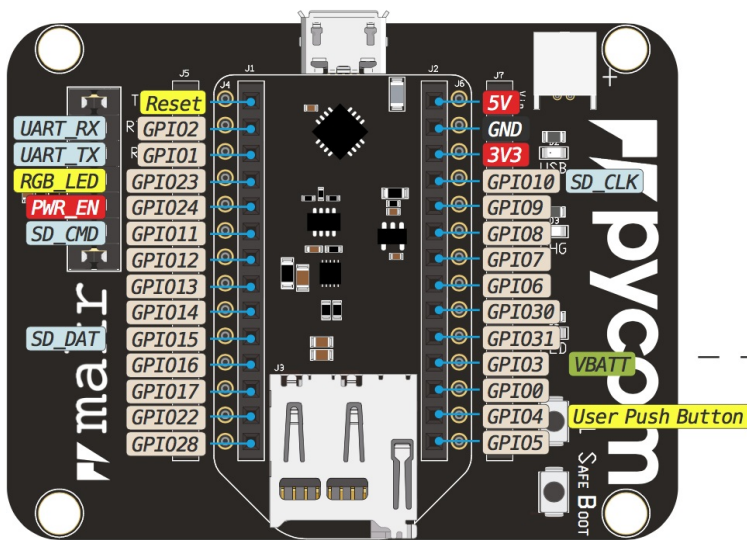 J5 J4 J1 J2 J6 J7
Reset 5V
+
UART_RX GPIO2 GND
UART_TX GPIO1 3V3
RGB_LED GPIO23 GPIO10 SD_CLK
PWR_EN GPIO24 GPIO9
SD_CMD GPIO11 GPIO8
GPIO12 GPIO7
GPIO13 GPIO6
GPIO14 GPIO30
SD_DAT GPIO15 GPIO31
GPIO16 GPIO3 VBATT
GPIO17 GPIO0
GPIO22 GPIO4 User Push Button
GPIO28 GPIO5
J3
pycom
SAFE BOOT